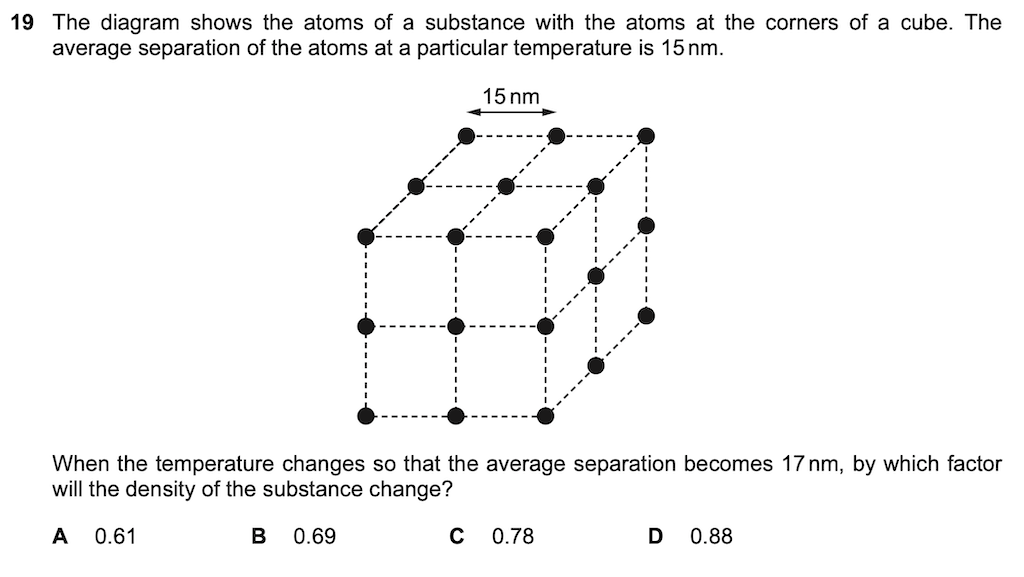 19 The diagram shows the atoms of a substance with the atoms at the corners of a cube. The
average separation of the atoms at a particular temperature is 15 nm.
15 nm
When the temperature changes so that the average separation becomes 17 nm, by which factor
will the density of the substance change?
A 0.61 B 0.69 C 0.78 D 0.88